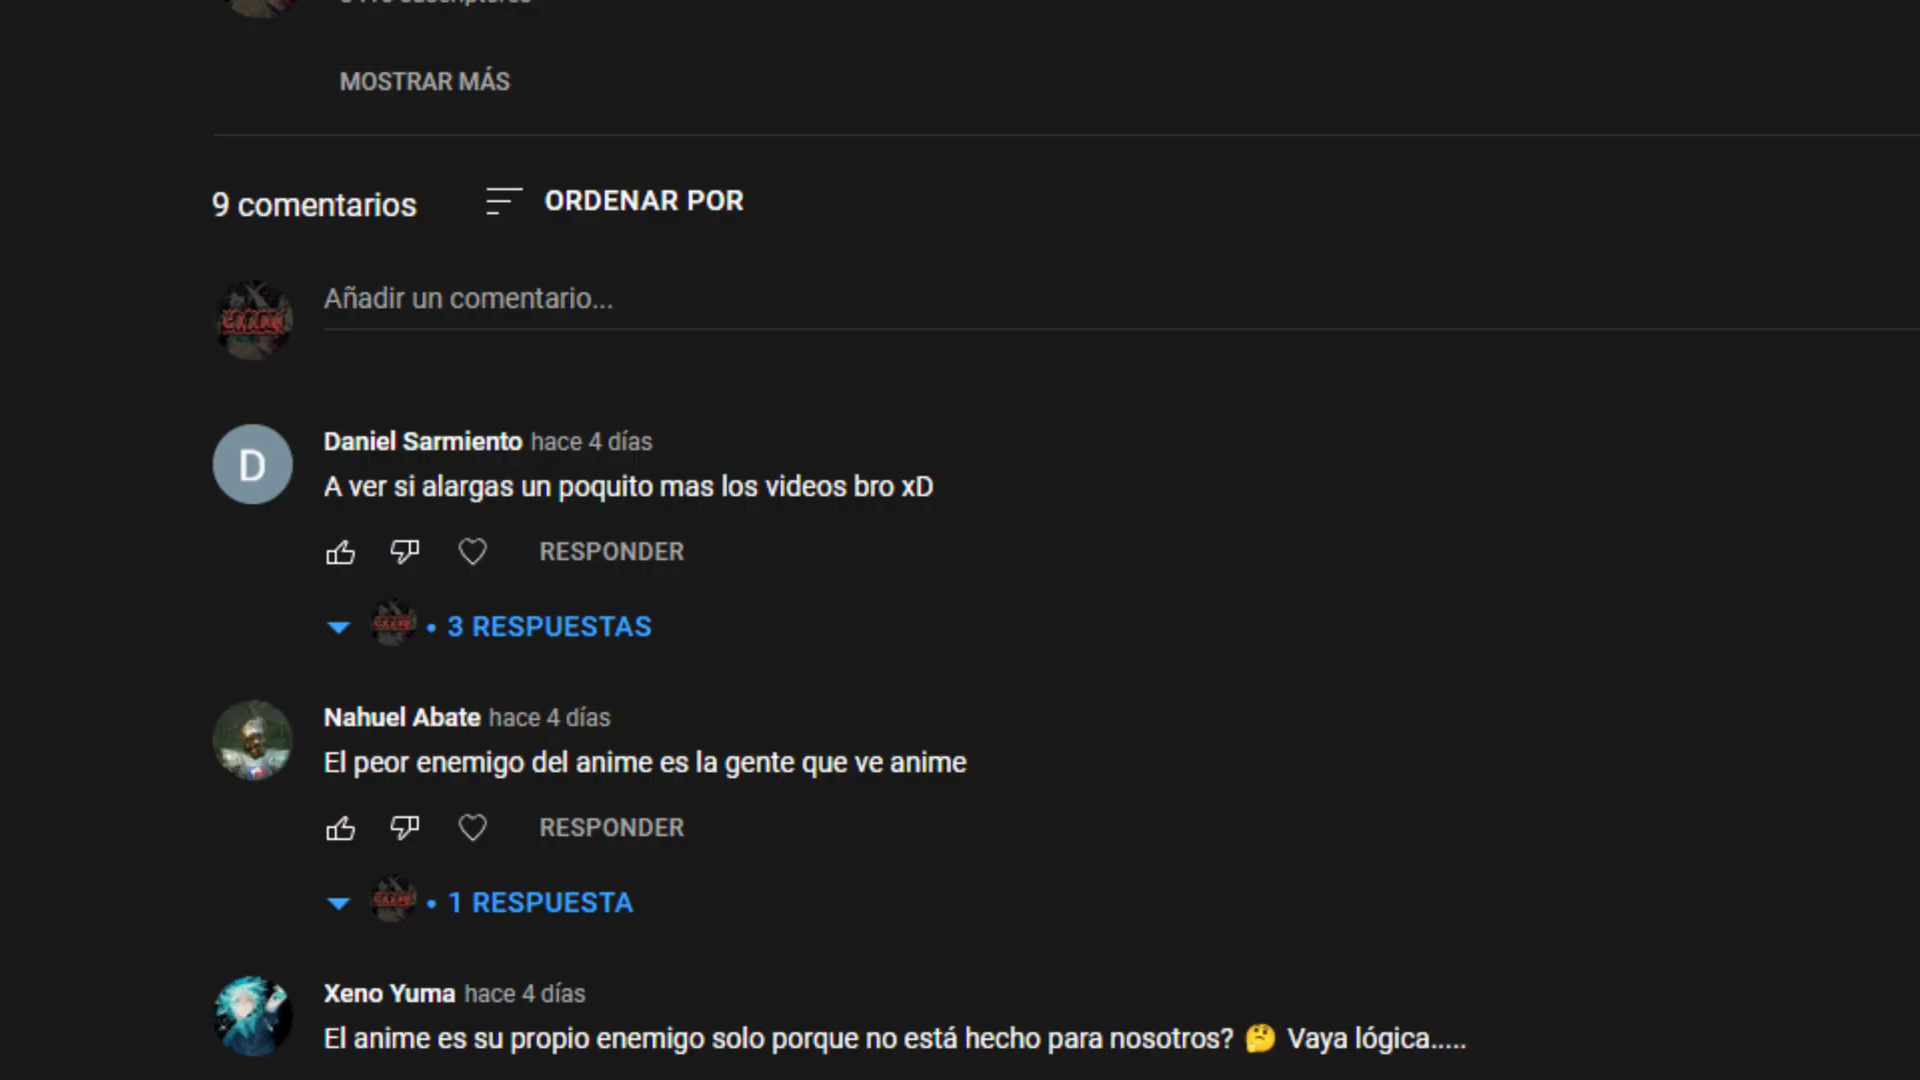 MOSTRAR MÁS
9 comentarios
ORDENAR POR
Añadir un comentario...
Daniel Sarmiento hace 4 días
A ver si alargas un poquito mas los videos bro xD
RESPONDER
• 3 RESPUESTAS
Nahuel Abate hace 4 días
El peor enemigo del anime es la gente que ve anime
RESPONDER
• 1 RESPUESTA
Xeno Yuma hace 4 días
El anime es su propio enemigo solo porque no está hecho para nosotros? 🤔 Vaya lógica.....